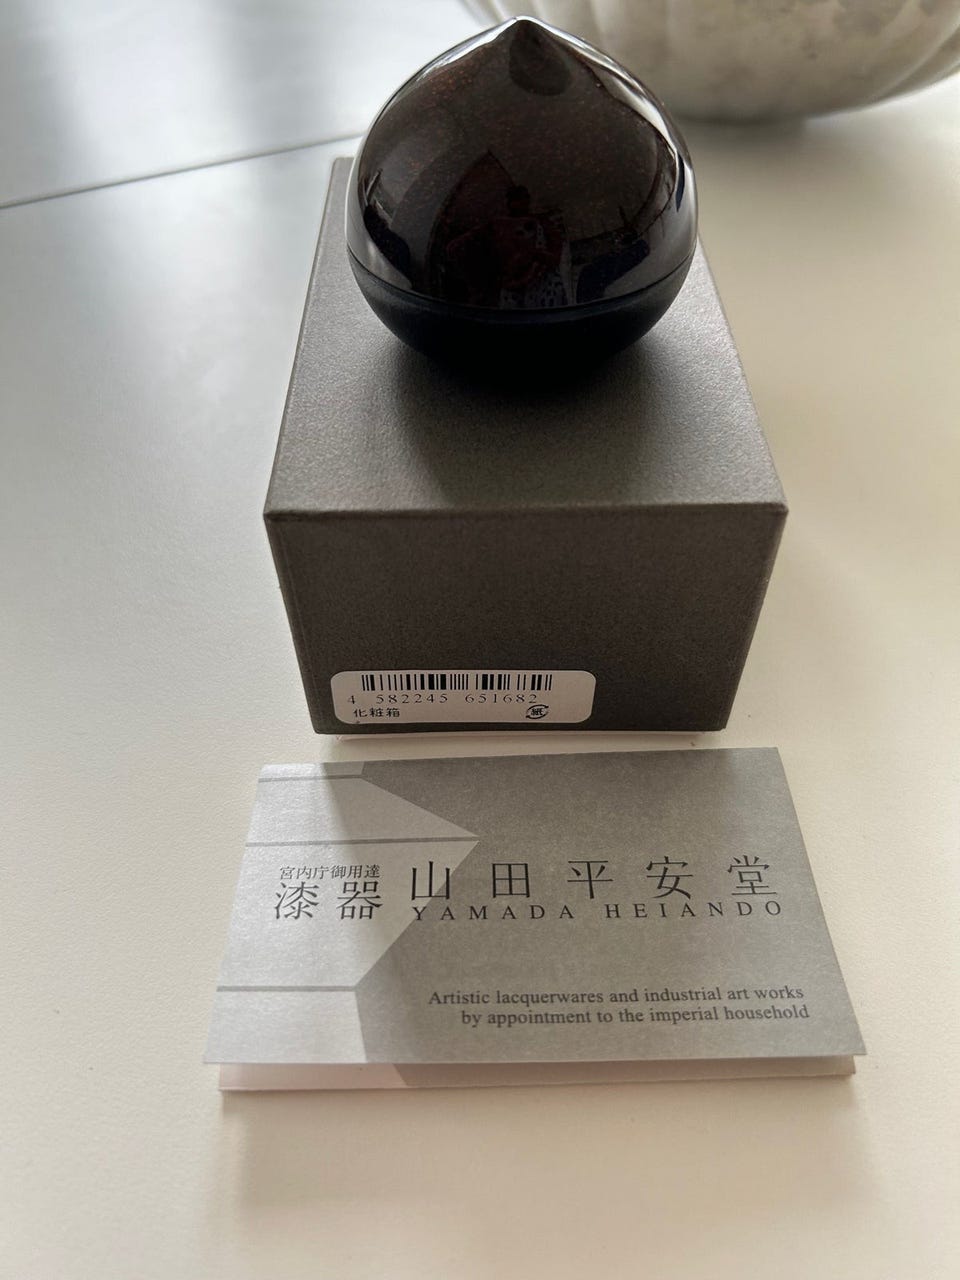 4 582245 651682
化粧箱
紙
宮内庁御用達
漆器 山田平安堂
YAMADA HEIANDO
Artistic lacquerwares and industrial art works
by appointment to the imperial household